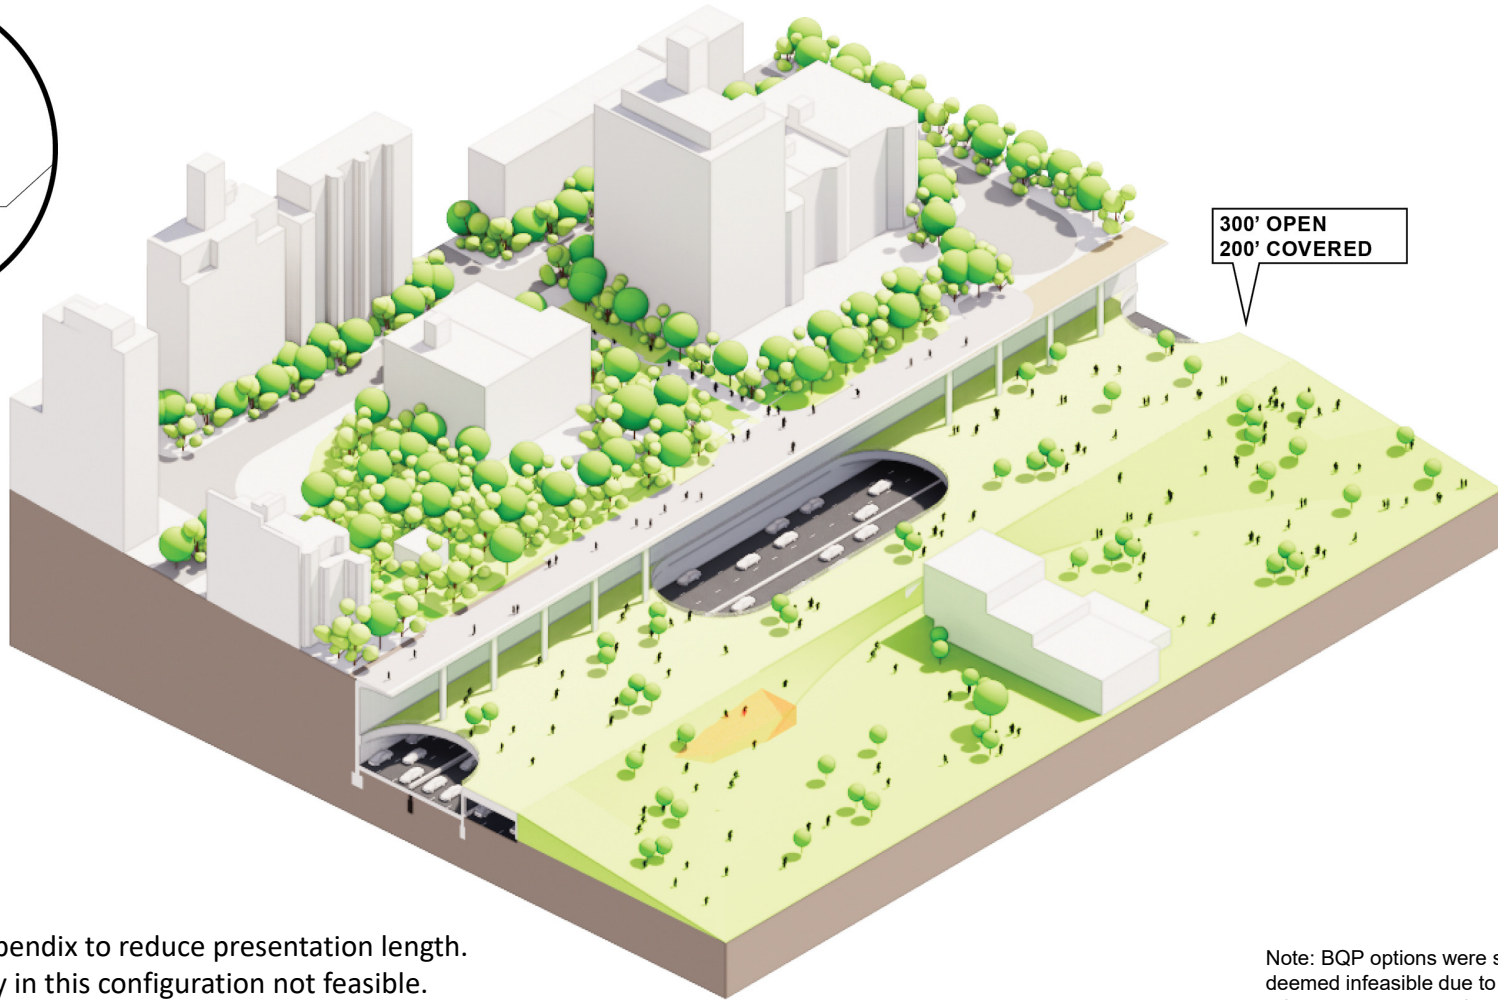 300’ OPEN
200’ COVERED
to reduce presentation length.
in this configuration not feasible.
Note: BQP options were
deemed infeasible due to